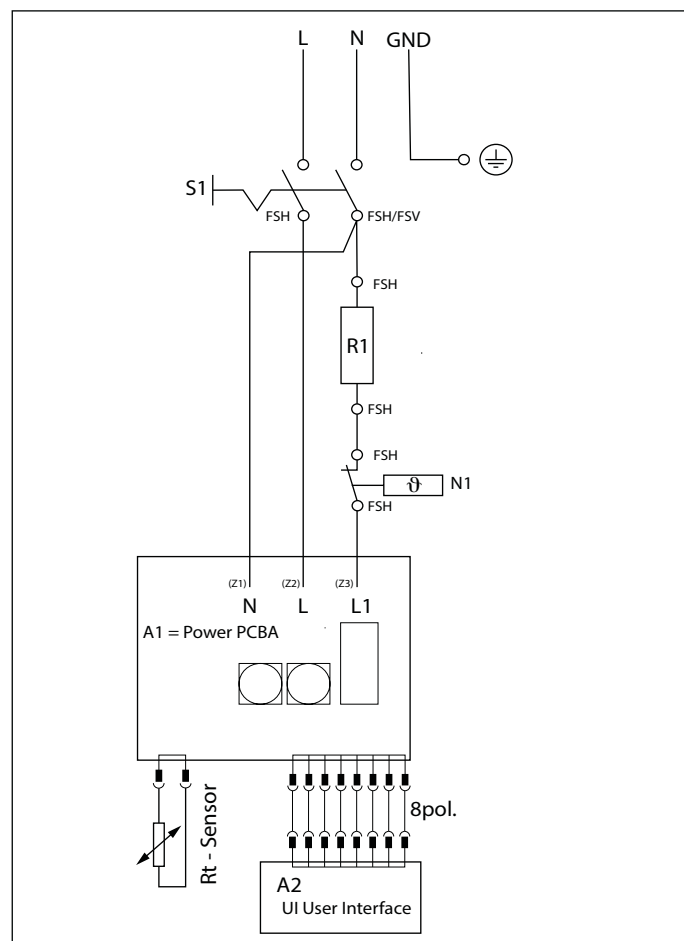 L N GND
S1
FSH FSH/FSV
FSH
R1
FSH
FSH
ϑ N1
FSH
(Z1) (Z2) (Z3)
N L L1
A1 = Power PCBA
8pol.
Rt - Sensor
A2
UI User Interface